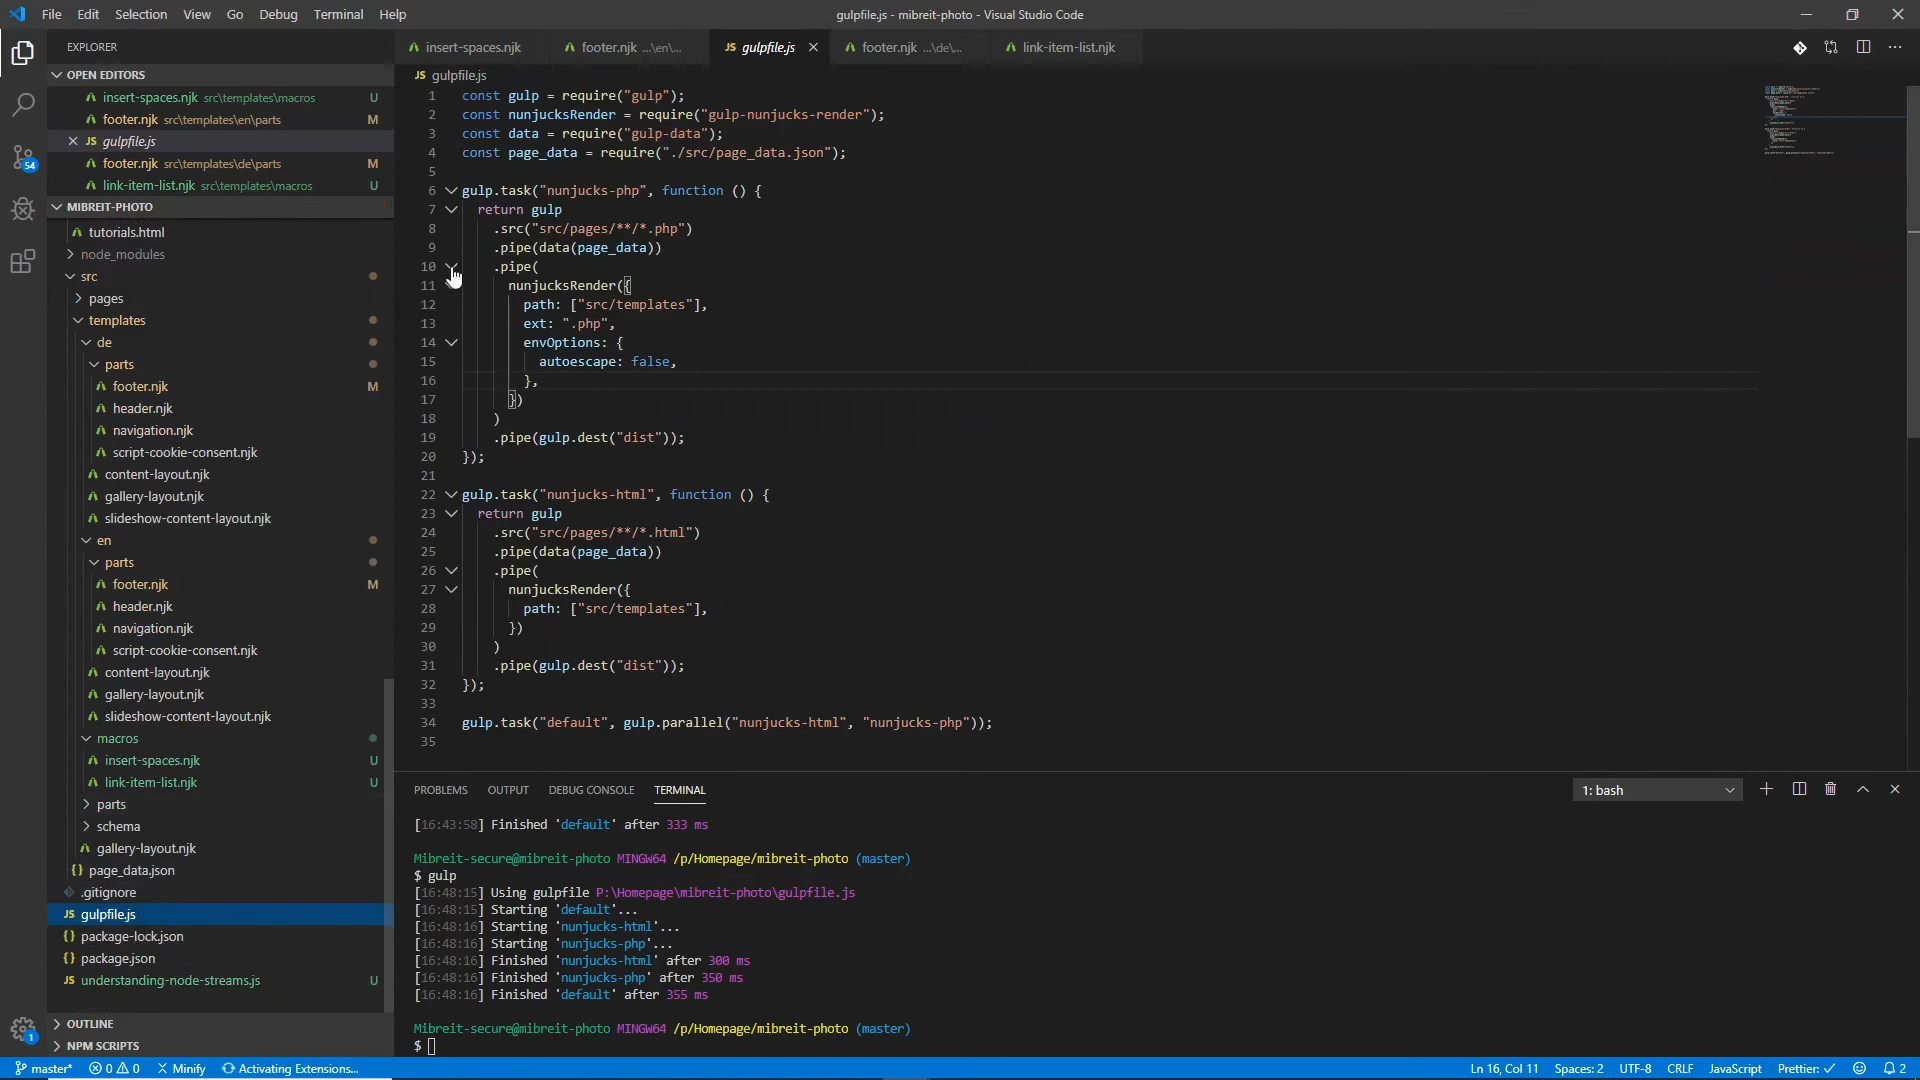 File Edit Selection View Go Debug Terminal Help
gulpfile.js - mibreit-photo - Visual Studio Code
EXPLORER
OPEN EDITORS
insert-spaces.njk src\templates\macros U
footer.njk src\templates\en\parts M
gulpfile.js
footer.njk src\templates\de\parts M
link-item-list.njk src\templates\macros U
MIBREIT-PHOTO
tutorials.html
node_modules
src
pages
templates
de
parts
footer.njk M
header.njk
navigation.njk
script-cookie-consent.njk
content-layout.njk
gallery-layout.njk
slideshow-content-layout.njk
en
parts
footer.njk M
header.njk
navigation.njk
script-cookie-consent.njk
content-layout.njk
gallery-layout.njk
slideshow-content-layout.njk
macros
insert-spaces.njk U
link-item-list.njk U
parts
schema
gallery-layout.njk
{} page_data.json
.gitignore
JS gulpfile.js
{} package-lock.json
{} package.json
JS understanding-node-streams.js U
OUTLINE
NPM SCRIPTS
54
1
insert-spaces.njk footer.njk ...\en\... JS gulpfile.js footer.njk ...\de\... link-item-list.njk
JS gulpfile.js
1 const gulp = require("gulp");
2 const nunjucksRender = require("gulp-nunjucks-render");
3 const data = require("gulp-data");
4 const page_data = require("./src/page_data.json");
5
6 gulp.task("nunjucks-php", function () {
7 return gulp
8 .src("src/pages/**/*.php")
9 .pipe(data(page_data))
10 .pipe(
11 nunjucksRender({
12 path: ["src/templates"],
13 ext: ".php",
14 envOptions: {
15 autoescape: false,
16 },
17 })
18 )
19 .pipe(gulp.dest("dist"));
20 });
21
22 gulp.task("nunjucks-html", function () {
23 return gulp
24 .src("src/pages/**/*.html")
25 .pipe(data(page_data))
26 .pipe(
27 nunjucksRender({
28 path: ["src/templates"],
29 })
30 )
31 .pipe(gulp.dest("dist"));
32 });
33
34 gulp.task("default", gulp.parallel("nunjucks-html", "nunjucks-php"));
35
PROBLEMS OUTPUT DEBUG CONSOLE TERMINAL 1: bash
[16:43:58] Finished 'default' after 333 ms
Mibreit-secure@mibreit-photo MINGW64 /p/Homepage/mibreit-photo (master)
$ gulp
[16:48:15] Using gulpfile P:\Homepage\mibreit-photo\gulpfile.js
[16:48:15] Starting 'default'...
[16:48:16] Starting 'nunjucks-html'...
[16:48:16] Starting 'nunjucks-php'...
[16:48:16] Finished 'nunjucks-html' after 300 ms
[16:48:16] Finished 'nunjucks-php' after 350 ms
[16:48:16] Finished 'default' after 355 ms
Mibreit-secure@mibreit-photo MINGW64 /p/Homepage/mibreit-photo (master)
$
master* 0 0 Minify Activating Extensions... Ln 16, Col 11 Spaces: 2 UTF-8 CRLF JavaScript Prettier: ✓ 2